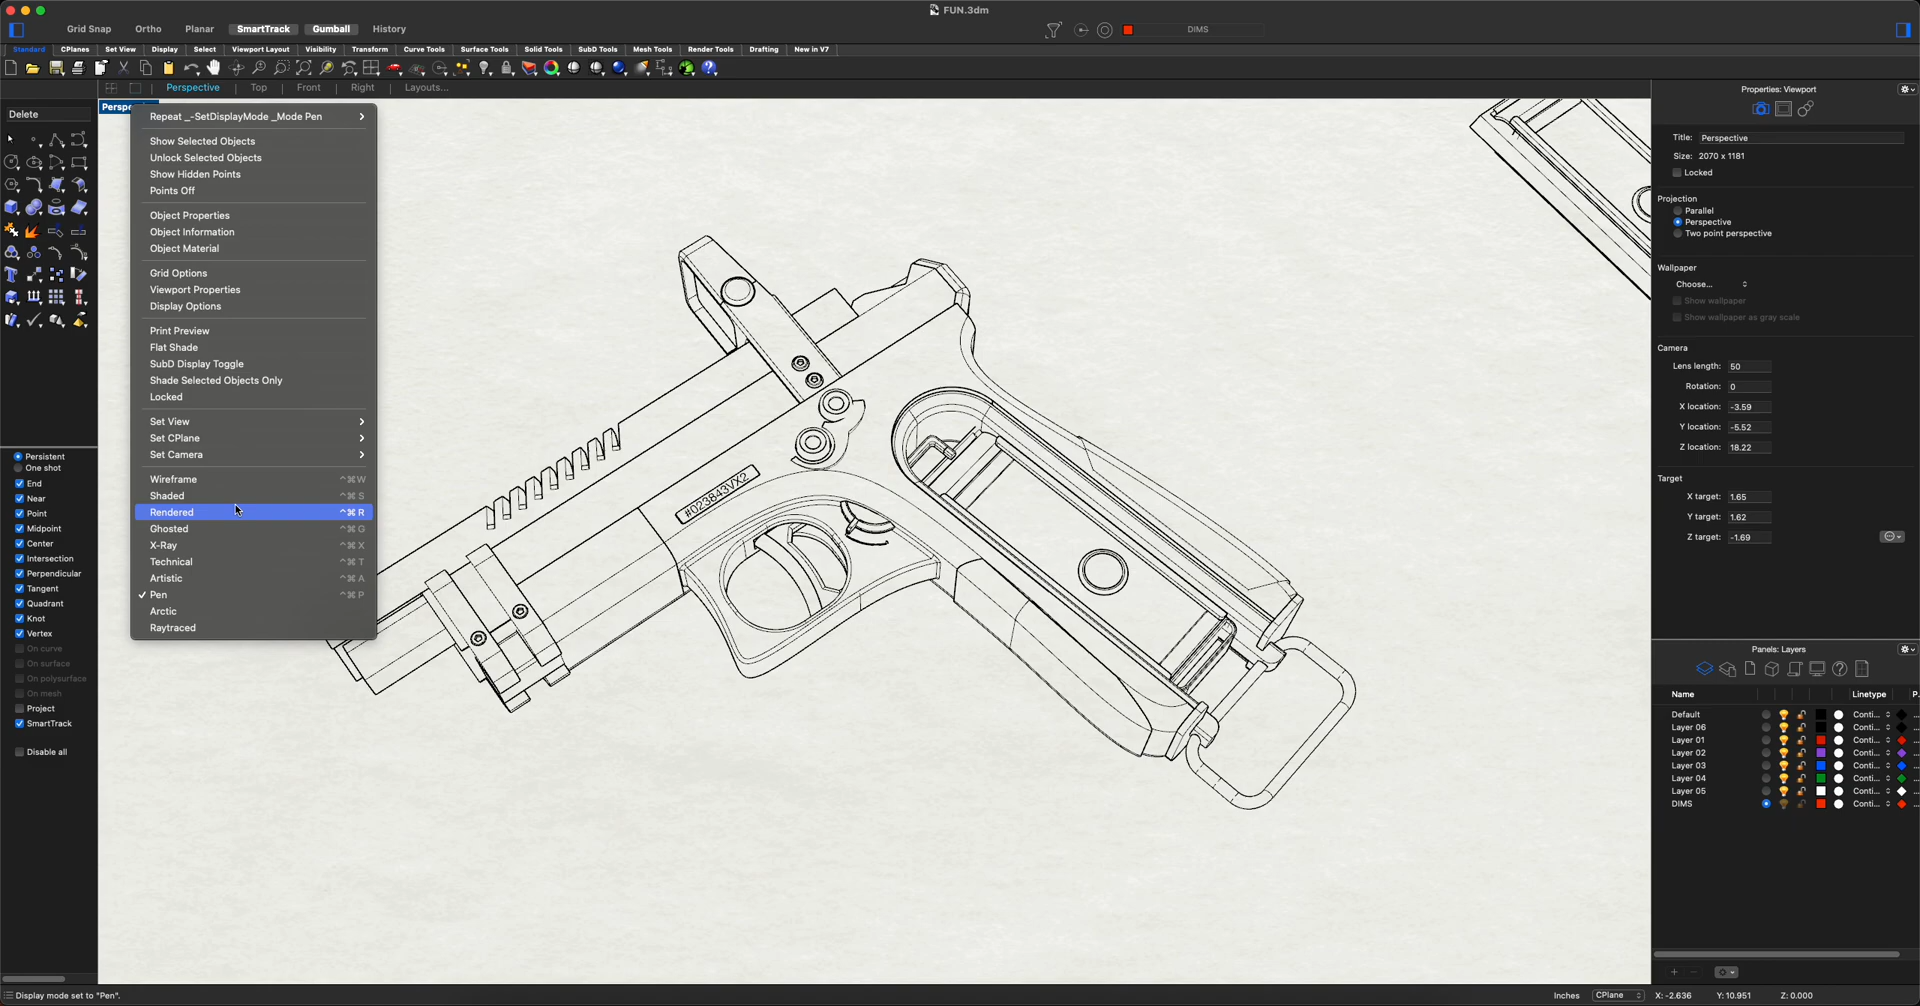 FUN.3dm
Grid Snap Ortho Planar SmartTrack Gumball History DIMS
Standard CPlanes Set View Display Select Viewport Layout Visibility Transform Curve Tools Surface Tools Solid Tools SubD Tools Mesh Tools Render Tools Drafting New in V7
Perspective Top Front Right Layouts...
Delete
Repeat _-SetDisplayMode _Mode Pen
Show Selected Objects
Unlock Selected Objects
Show Hidden Points
Points Off
Object Properties
Object Information
Object Material
Grid Options
Viewport Properties
Display Options
Print Preview
Flat Shade
SubD Display Toggle
Shade Selected Objects Only
Locked
Set View
Set CPlane
Set Camera
Wireframe ⌃⌘W
Shaded ⌃⌘S
Rendered ⌃⌘R
Ghosted ⌃⌘G
X-Ray ⌃⌘X
Technical ⌃⌘T
Artistic ⌃⌘A
Pen ⌃⌘P
Arctic
Raytraced
Persistent
One shot
End
Near
Point
Midpoint
Center
Intersection
Perpendicular
Tangent
Quadrant
Knot
Vertex
On curve
On surface
On polysurface
On mesh
Project
SmartTrack
Disable all
#023843VX2
Properties: Viewport
Title: Perspective
Size: 2070 x 1181
Locked
Projection
Parallel
Perspective
Two point perspective
Wallpaper
Choose...
Show wallpaper
Show wallpaper as gray scale
Camera
Lens length: 50
Rotation: 0
X location: -3.59
Y location: -5.52
Z location: 18.22
Target
X target: 1.65
Y target: 1.62
Z target: -1.69
Panels: Layers
Name Linetype P.
Default Conti...
Layer 06 Conti...
Layer 01 Conti...
Layer 02 Conti...
Layer 03 Conti...
Layer 04 Conti...
Layer 05 Conti...
DIMS Conti...
Display mode set to "Pen".
Inches CPlane X: -2.636 Y: 10.951 Z: 0.000